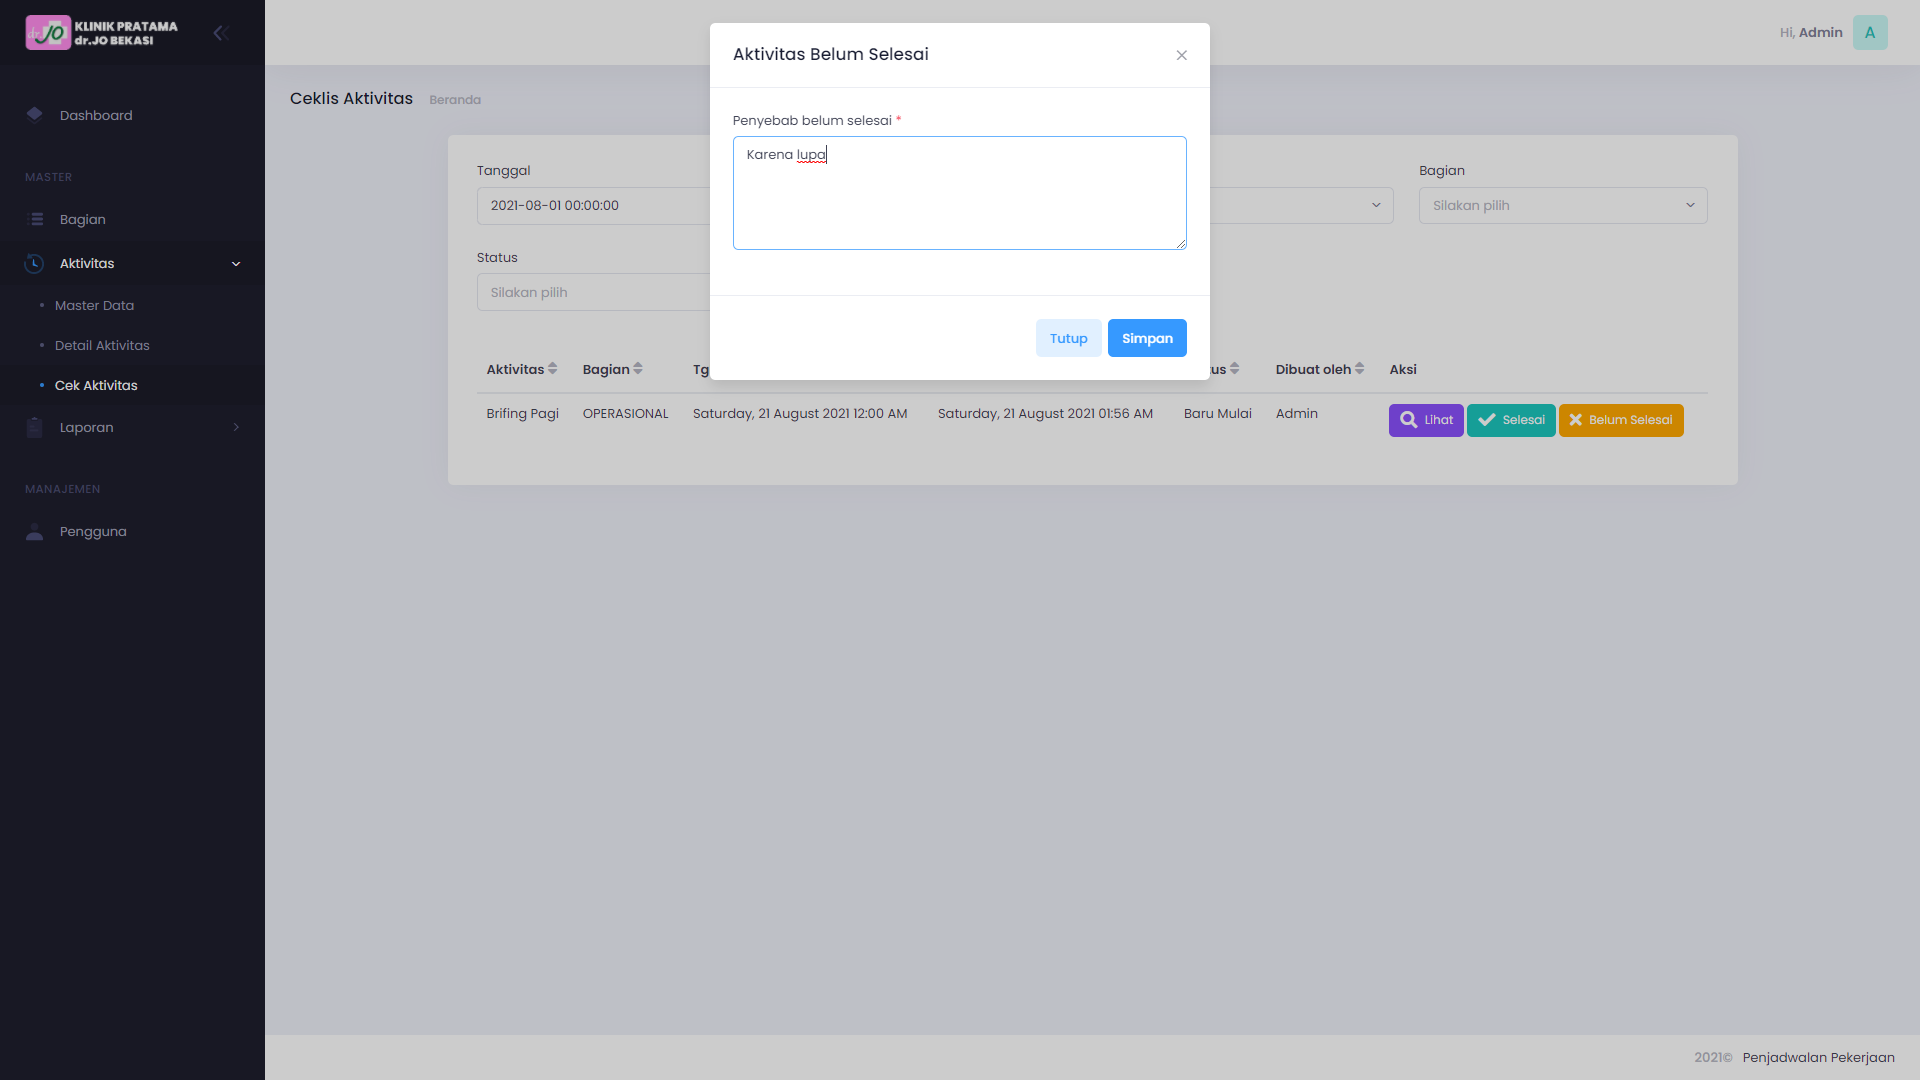 dr.JO KLINIK PRATAMA
dr.JO BEKASI
Dashboard
MASTER
Bagian
Aktivitas
Master Data
Detail Aktivitas
Cek Aktivitas
Laporan
MANAJEMEN
Pengguna
Hi, Admin A
Ceklis Aktivitas Beranda
Aktivitas Belum Selesai
Penyebab belum selesai *
Karena lupa
Tutup Simpan
Tanggal Bagian
2021-08-01 00:00:00 Silakan pilih
Status
Silakan pilih
Aktivitas Bagian Dibuat oleh Aksi
Brifing Pagi OPERASIONAL Saturday, 21 August 2021 12:00 AM Saturday, 21 August 2021 01:56 AM Baru Mulai Admin Lihat Selesai Belum Selesai
2021© Penjadwalan Pekerjaan